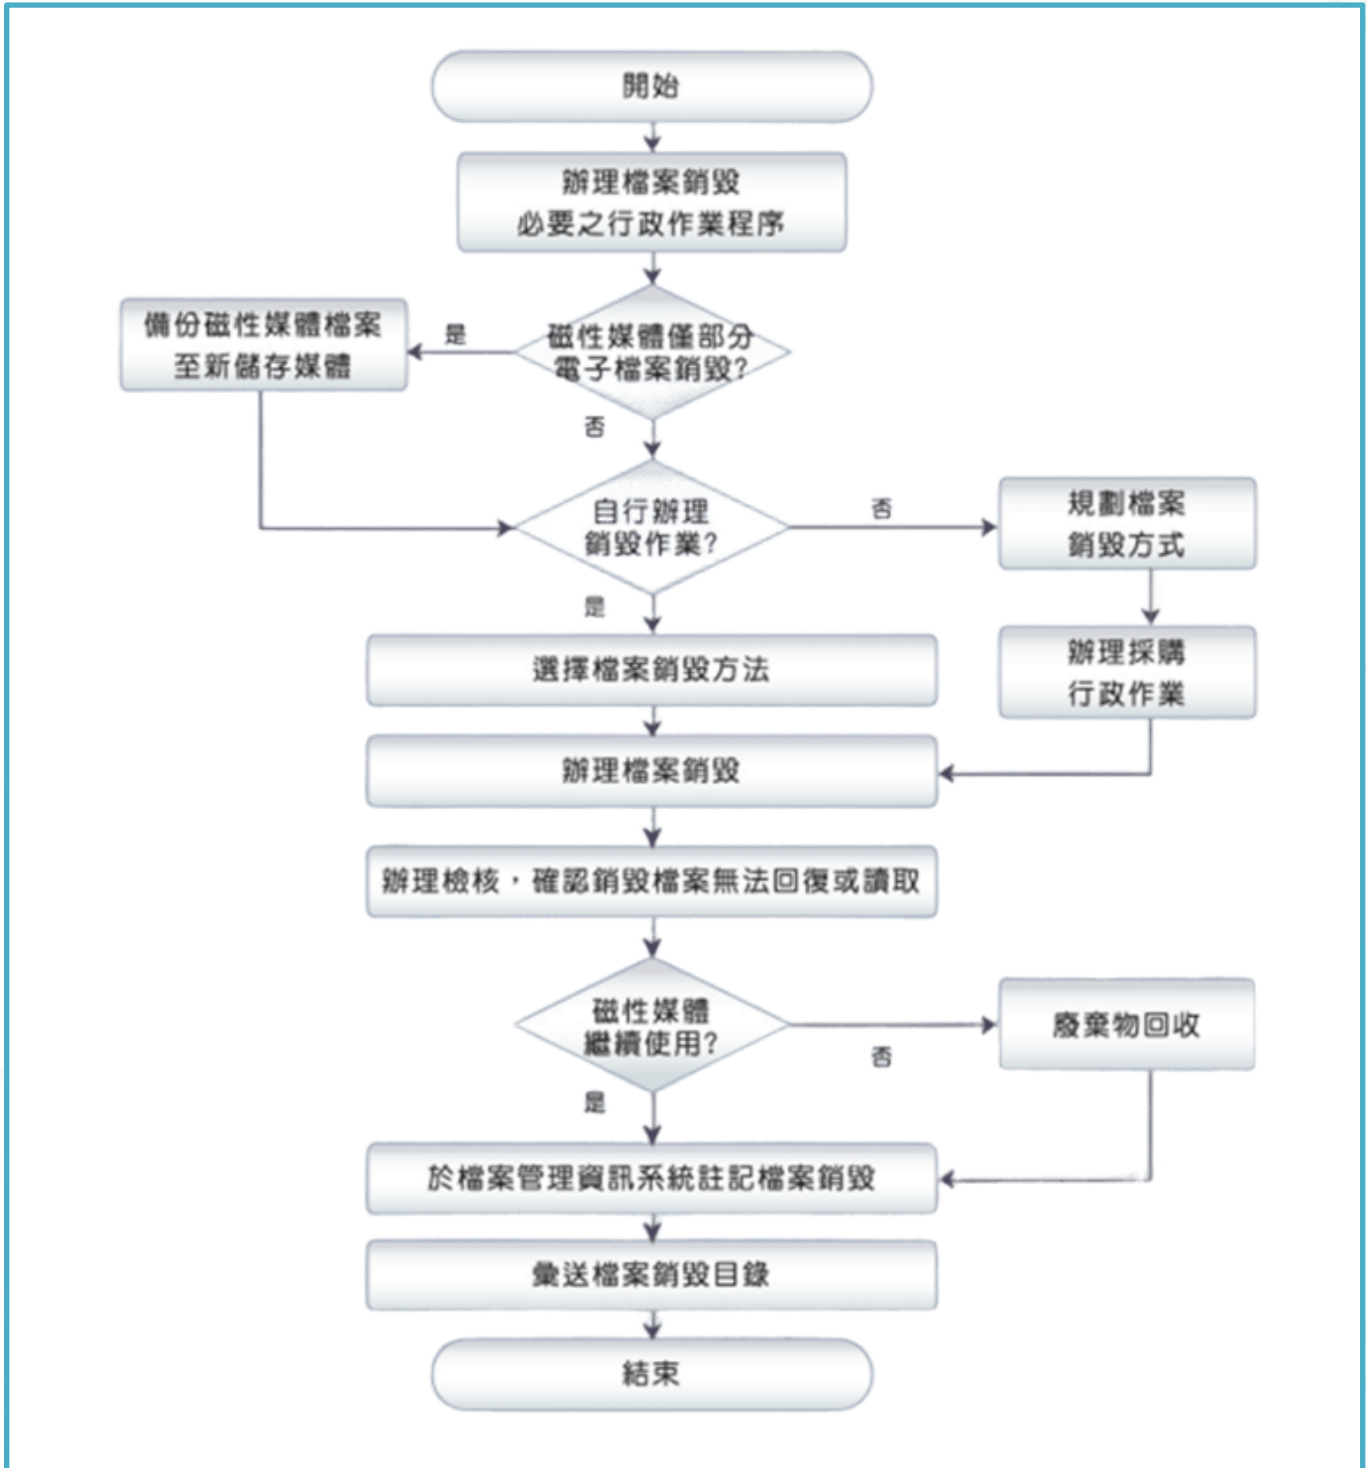 開始
辦理檔案銷毀
必要之行政作業程序
磁性媒體僅部分
電子檔案銷毀?
是
備份磁性媒體檔案
至新儲存媒體
否
自行辦理
銷毀作業?
否
規劃檔案
銷毀方式
辦理採購
行政作業
是
選擇檔案銷毀方法
辦理檔案銷毀
辦理檢核，確認銷毀檔案無法回復或讀取
磁性媒體
繼續使用?
否
廢棄物回收
是
於檔案管理資訊系統註記檔案銷毀
彙送檔案銷毀目錄
結束